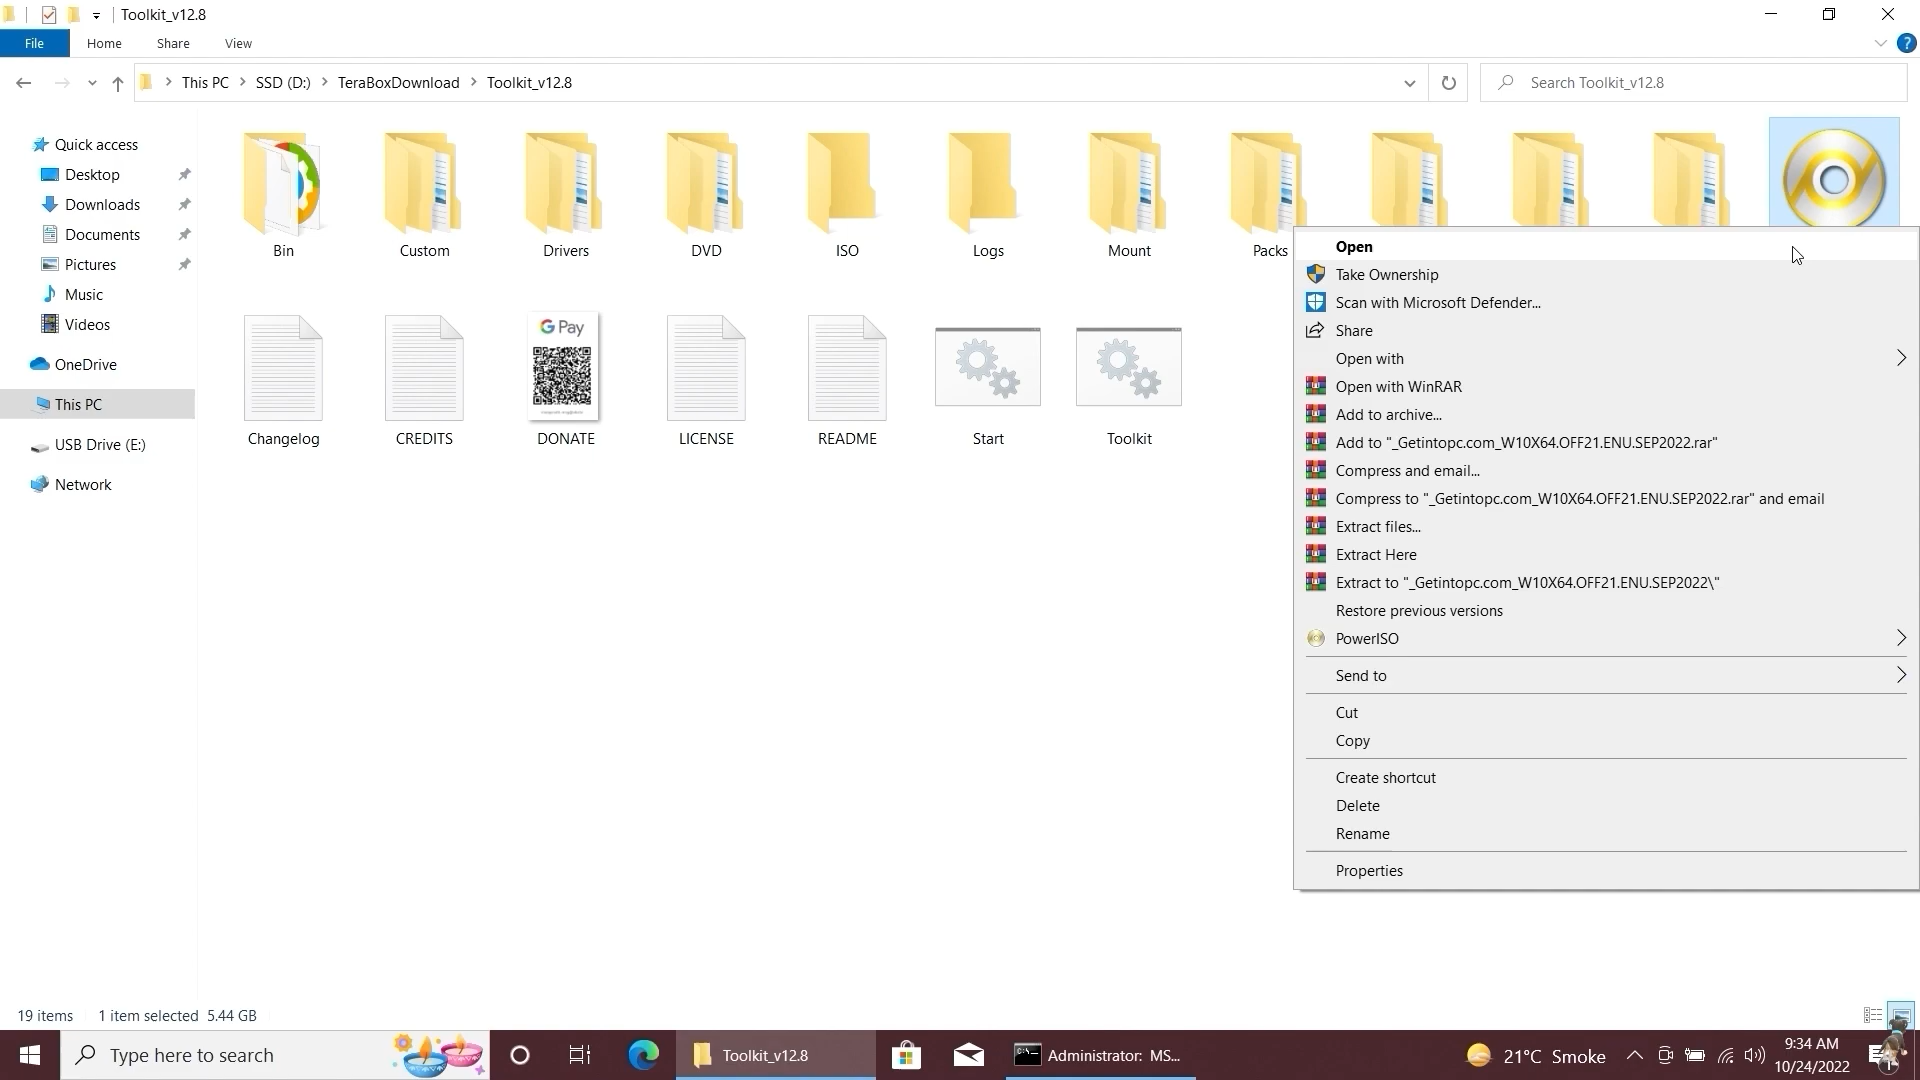 Toolkit_v12.8
File
Home
Share
View
This PC
SSD (D:)
TeraBoxDownload
Toolkit_v12.8
Search Toolkit_v12.8
Quick access
Desktop
Downloads
Documents
Pictures
Music
Videos
OneDrive
This PC
USB Drive (E:)
Network
Bin
Custom
Drivers
DVD
ISO
Logs
Mount
Packs
G Pay
Changelog
CREDITS
DONATE
LICENSE
README
Start
Toolkit
Open
Take Ownership
Scan with Microsoft Defender...
Share
Open with
Open with WinRAR
Add to archive...
Add to "_Getintopc.com_W10X64.OFF21.ENU.SEP2022.rar"
Compress and email...
Compress to "_Getintopc.com_W10X64.OFF21.ENU.SEP2022.rar" and email
Extract files...
Extract Here
Extract to "_Getintopc.com_W10X64.OFF21.ENU.SEP2022\"
Restore previous versions
PowerISO
Send to
Cut
Copy
Create shortcut
Delete
Rename
Properties
19 items
1 item selected 5.44 GB
Type here to search
Toolkit_v12.8
Administrator: MS...
21°C Smoke
9:34 AM
10/24/2022
1